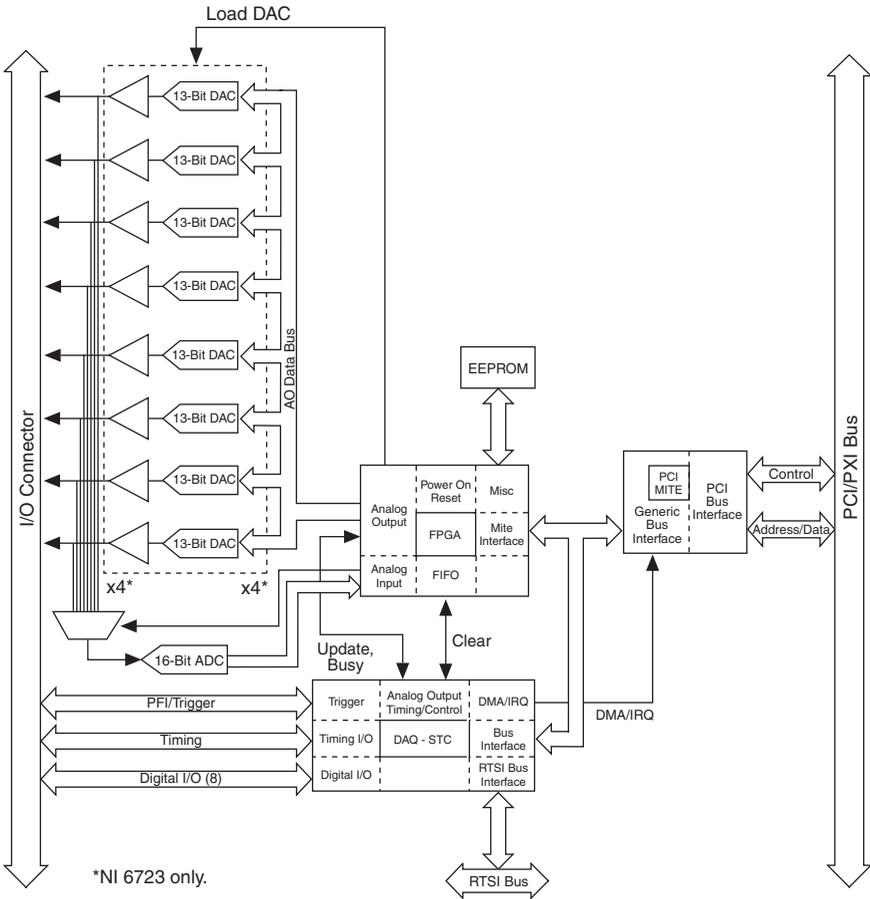 Load DAC
13-Bit DAC
13-Bit DAC
13-Bit DAC
13-Bit DAC
13-Bit DAC
13-Bit DAC
13-Bit DAC
13-Bit DAC
AO Data Bus
I/O Connector
PCI/PXI Bus
x4*
x4*
16-Bit ADC
EEPROM
Analog
Output
Power On
Reset
Misc
FPGA
Mite
Interface
Analog
Input
FIFO
PCI
MITE
Generic
Bus
Interface
PCI
Bus
Interface
Control
Address/Data
Update,
Busy
Clear
PFI/Trigger
Timing
Digital I/O (8)
Trigger
Analog Output
Timing/Control
DMA/IRQ
Timing I/O
DAQ - STC
Bus
Interface
Digital I/O
RTSI Bus
Interface
DMA/IRQ
RTSI Bus
*NI 6723 only.